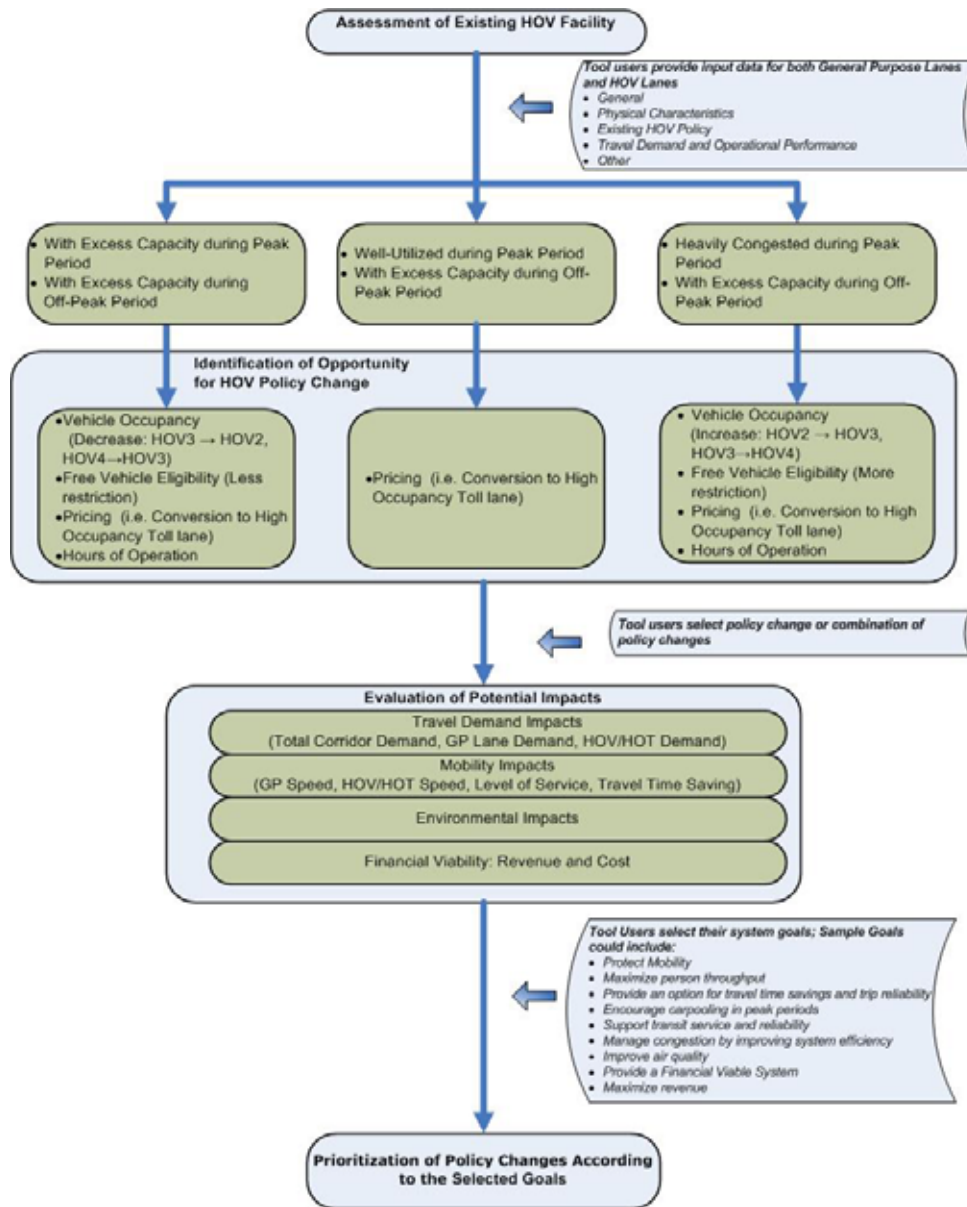 Assessment of Existing HOV Facility
Tool users provide input data for both General Purpose Lanes
and HOV Lanes
• General
• Physical Characteristics
• Existing HOV Policy
• Travel Demand and Operational Performance
• Other
• With Excess Capacity during Peak
Period
• With Excess Capacity during
Off-Peak Period
• Well-Utilized during Peak Period
• With Excess Capacity during Off-
Peak Period
• Heavily Congested during Peak
Period
• With Excess Capacity during Off-
Peak Period
Identification of Opportunity
for HOV Policy Change
•Vehicle Occupancy
(Decrease: HOV3 → HOV2,
HOV4→HOV3)
•Free Vehicle Eligibility (Less
restriction)
•Pricing (i.e. Conversion to High
Occupancy Toll lane)
•Hours of Operation
•Pricing (i.e. Conversion to High
Occupancy Toll lane)
• Vehicle Occupancy
(Increase: HOV2 → HOV3,
HOV3→HOV4)
• Free Vehicle Eligibility (More
restriction)
• Pricing (i.e. Conversion to High
Occupancy Toll lane)
• Hours of Operation
Tool users select policy change or combination of
policy changes
Evaluation of Potential Impacts
Travel Demand Impacts
(Total Corridor Demand, GP Lane Demand, HOV/HOT Demand)
Mobility Impacts
(GP Speed, HOV/HOT Speed, Level of Service, Travel Time Saving)
Environmental Impacts
Financial Viability: Revenue and Cost
Tool Users select their system goals; Sample Goals
could include:
• Protect Mobility
• Maximize person throughput
• Provide an option for travel time savings and trip reliability
• Encourage carpooling in peak periods
• Support transit service and reliability
• Manage congestion by improving system efficiency
• Improve air quality
• Provide a Financial Viable System
• Maximize revenue
Prioritization of Policy Changes According
to the Selected Goals